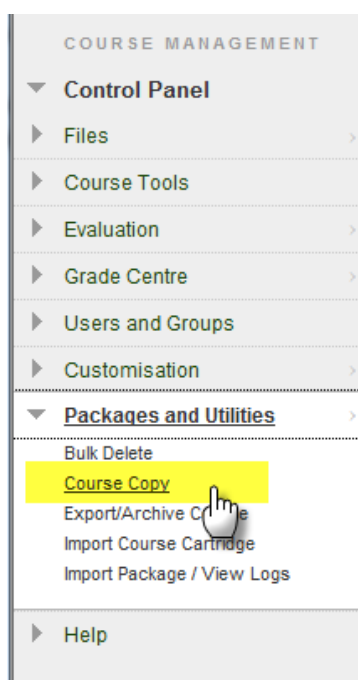 COURSE MANAGEMENT
Control Panel
Files
Course Tools
Evaluation
Grade Centre
Users and Groups
Customisation
Packages and Utilities
Bulk Delete
Course Copy
Export/Archive
Import Course Cartridge
Import Package / View Logs
Help